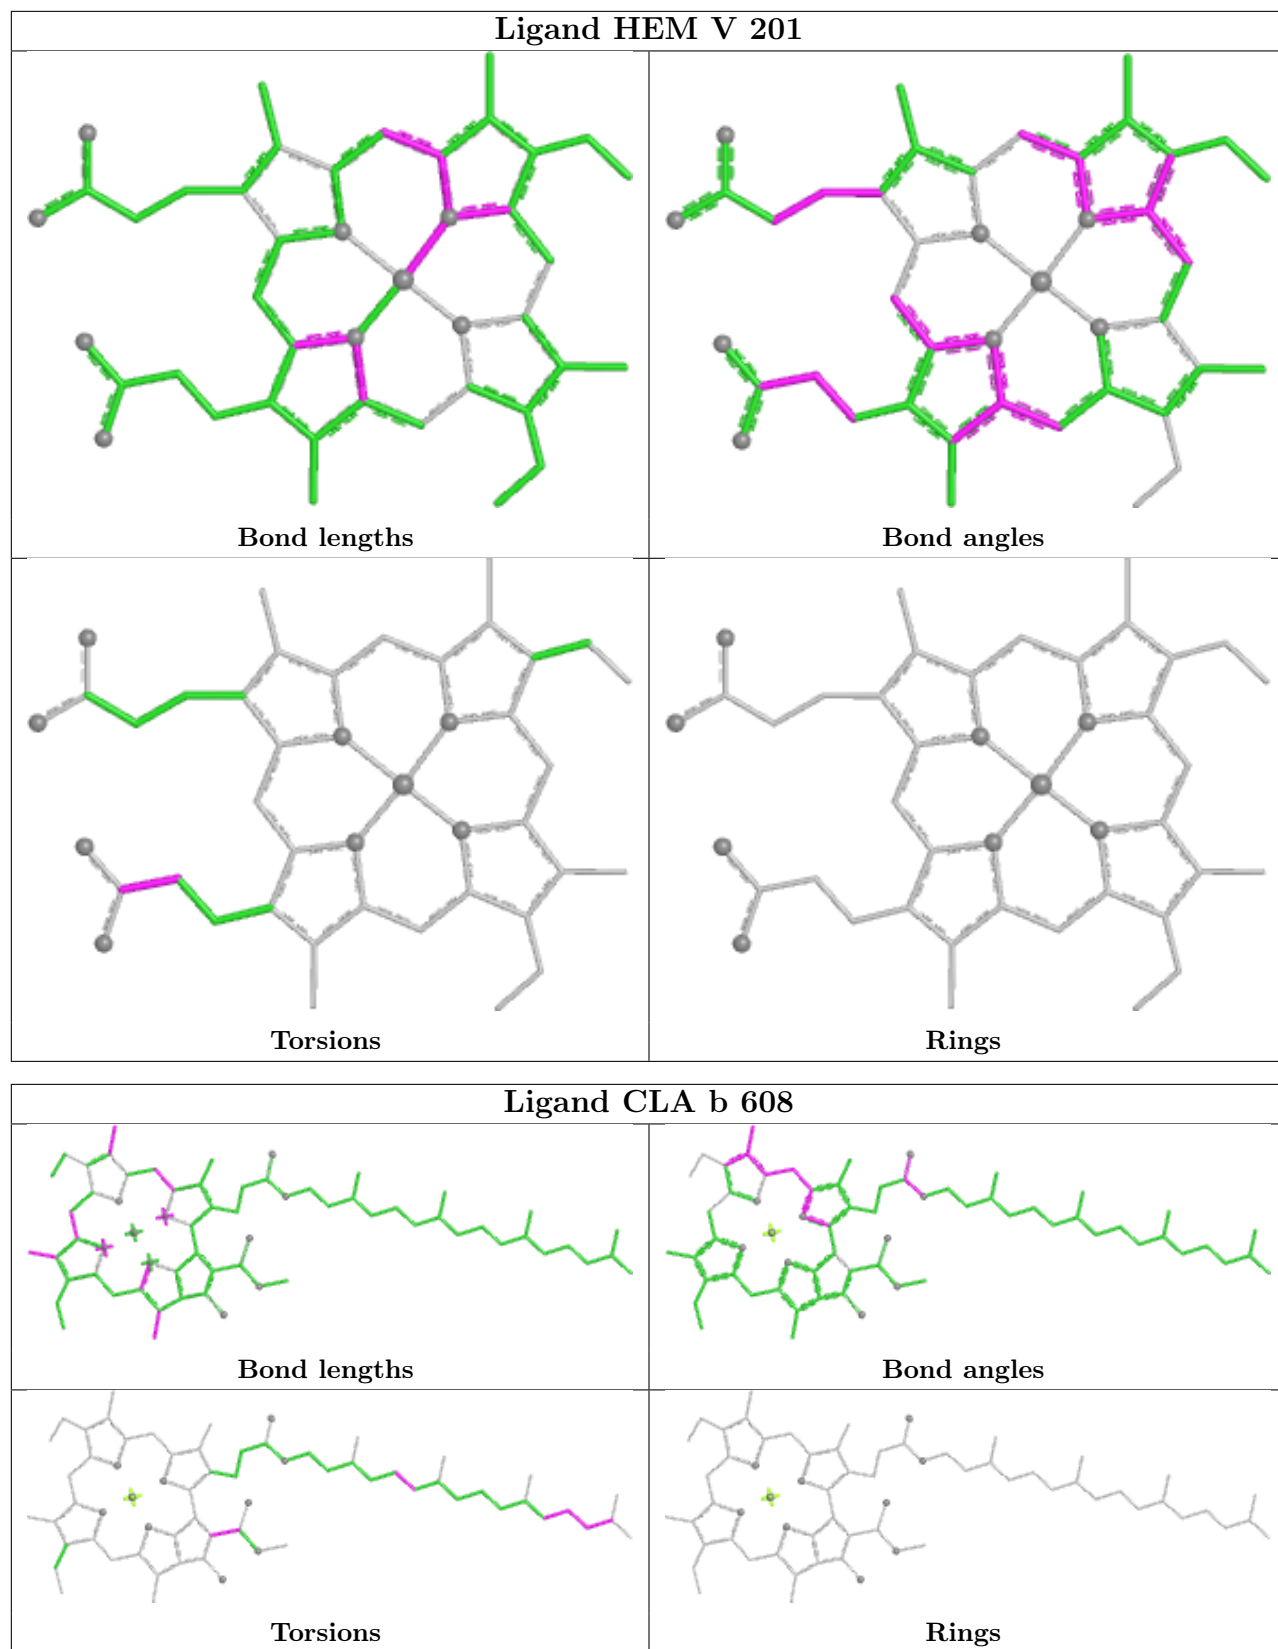 Ligand HEM V 201
Bond lengths
Bond angles
Torsions
Rings
Ligand CLA b 608
Bond lengths
Bond angles
Torsions
Rings